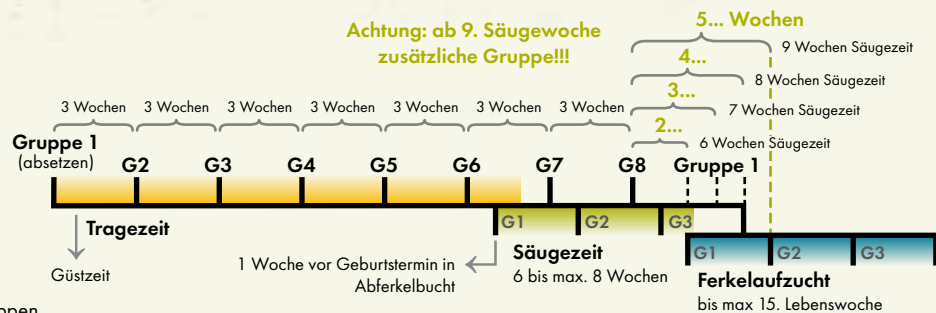 5... Wochen
Achtung: ab 9. Säugewoche
zusätzliche Gruppe!!!
9 Wochen Säugezeit
4...
8 Wochen Säugezeit
3...
3 Wochen 3 Wochen 3 Wochen 3 Wochen 3 Wochen 3 Wochen 3 Wochen
7 Wochen Säugezeit
2...
6 Wochen Säugezeit
Gruppe 1
(absetzen)
G2 G3 G4 G5 G6 G7 G8 Gruppe 1
Tragezeit
Güstzeit
G1 G2 G3
Säugezeit
6 bis max. 8 Wochen
1 Woche vor Geburtstermin in
Abferkelbucht
G1 G2 G3
Ferkelaufzucht
bis max 15. Lebenswoche